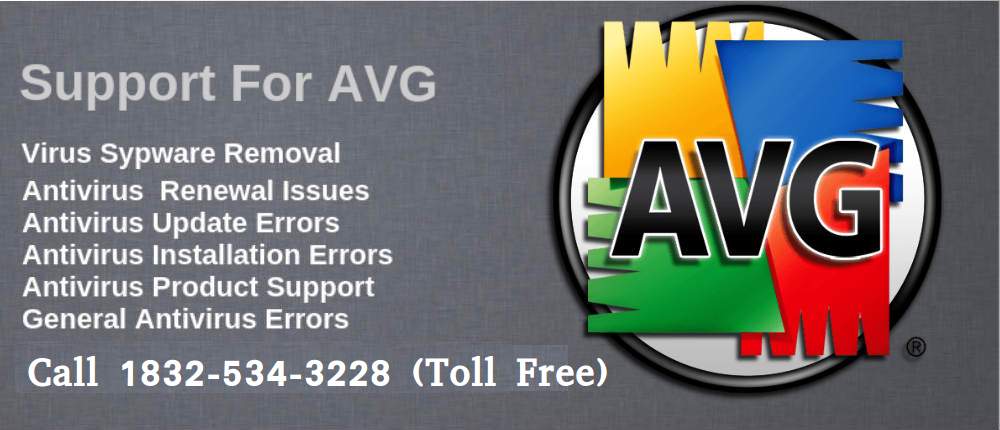 Support For AVG
Virus Sypware Removal
Antivirus  Renewal Issues
Antivirus Update Errors
Antivirus Installation Errors
Antivirus Product Support
General Antivirus Errors
Call 1832-534-3228 (Toll Free)
AVG
®